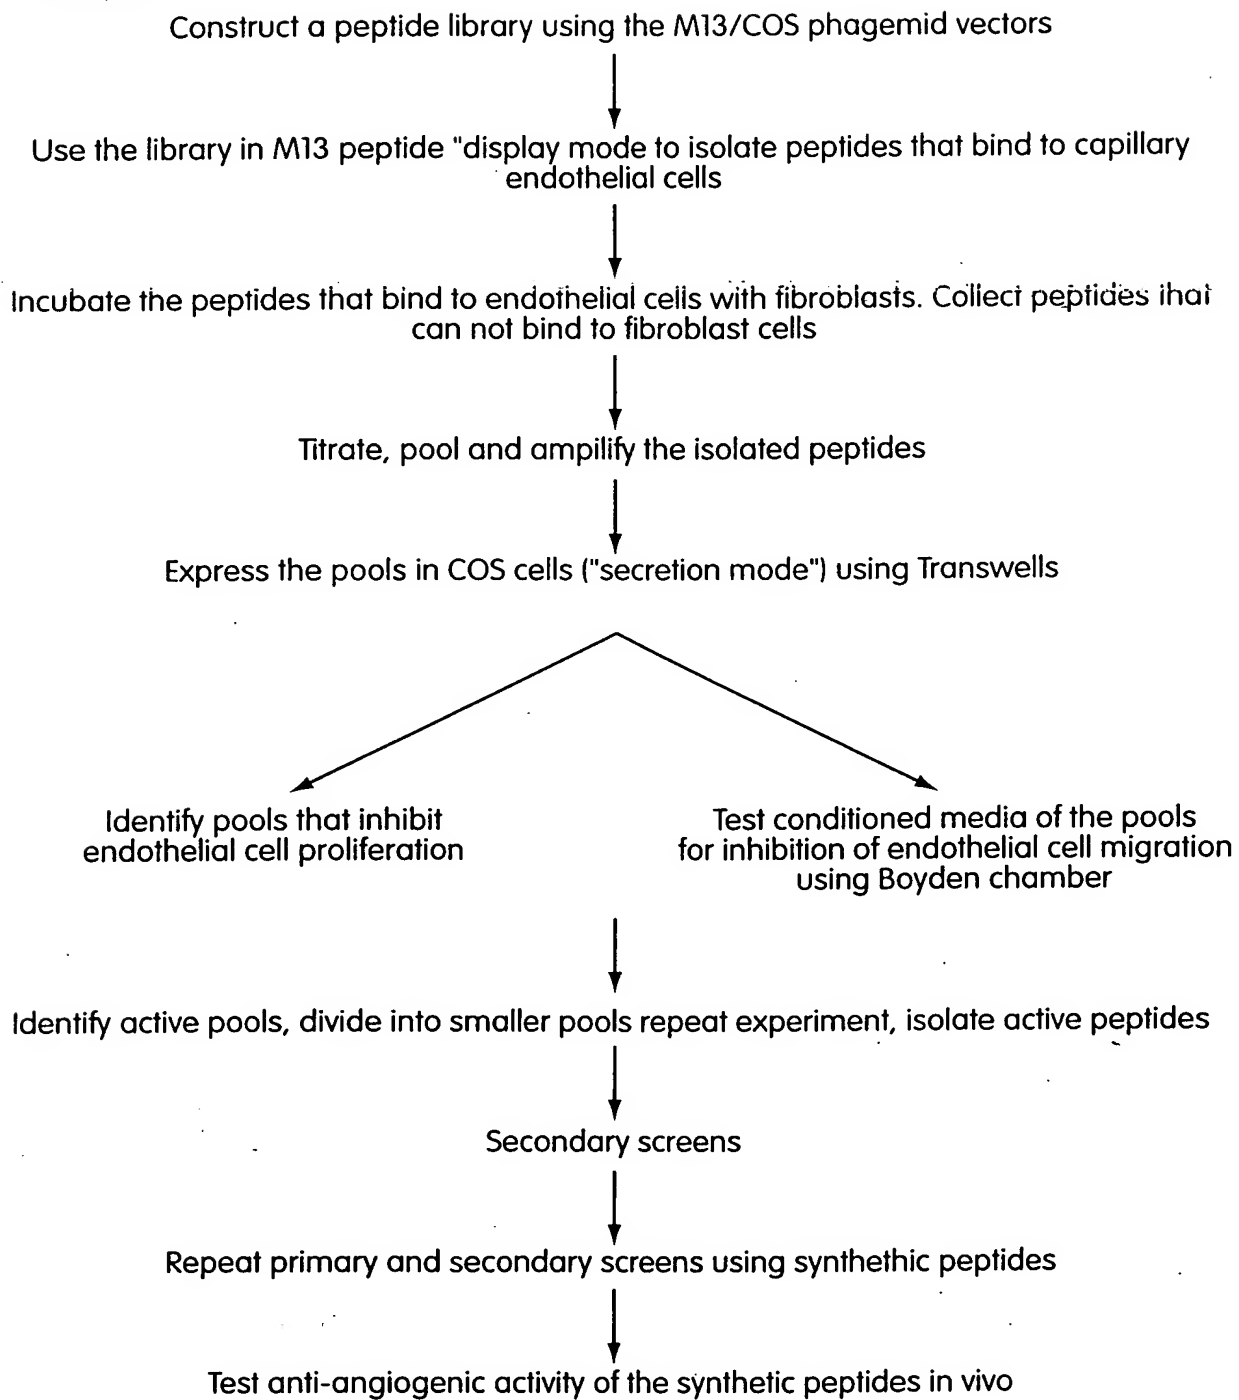 Construct a peptide library using the M13/COS phagemid vectors
Use the library in M13 peptide "display mode to isolate peptides that bind to capillary
endothelial cells
Incubate the peptides that bind to endothelial cells with fibroblasts. Collect peptides that
can not bind to fibroblast cells
Titrate, pool and ampilify the isolated peptides
Express the pools in COS cells ("secretion mode") using Transwells
Identify pools that inhibit
endothelial cell proliferation
Test conditioned media of the pools
for inhibition of endothelial cell migration
using Boyden chamber
Identify active pools, divide into smaller pools repeat experiment, isolate active peptides
Secondary screens
Repeat primary and secondary screens using synthethic peptides
Test anti-angiogenic activity of the synthetic peptides in vivo